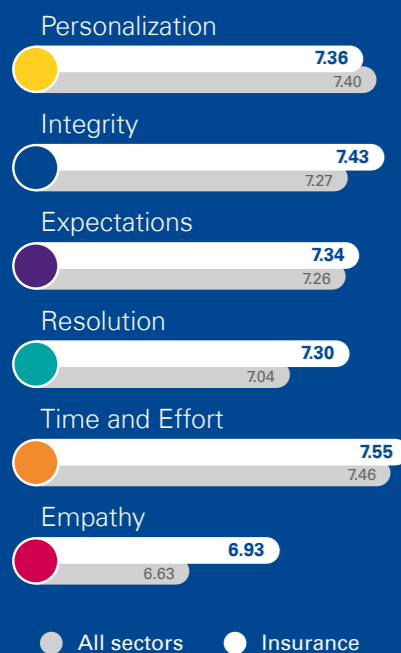 Personalization
7.36
7.40
Integrity
7.43
7.27
Expectations
7.34
7.26
Resolution
7.30
7.04
Time and Effort
7.55
7.46
Empathy
6.93
6.63
All sectors Insurance